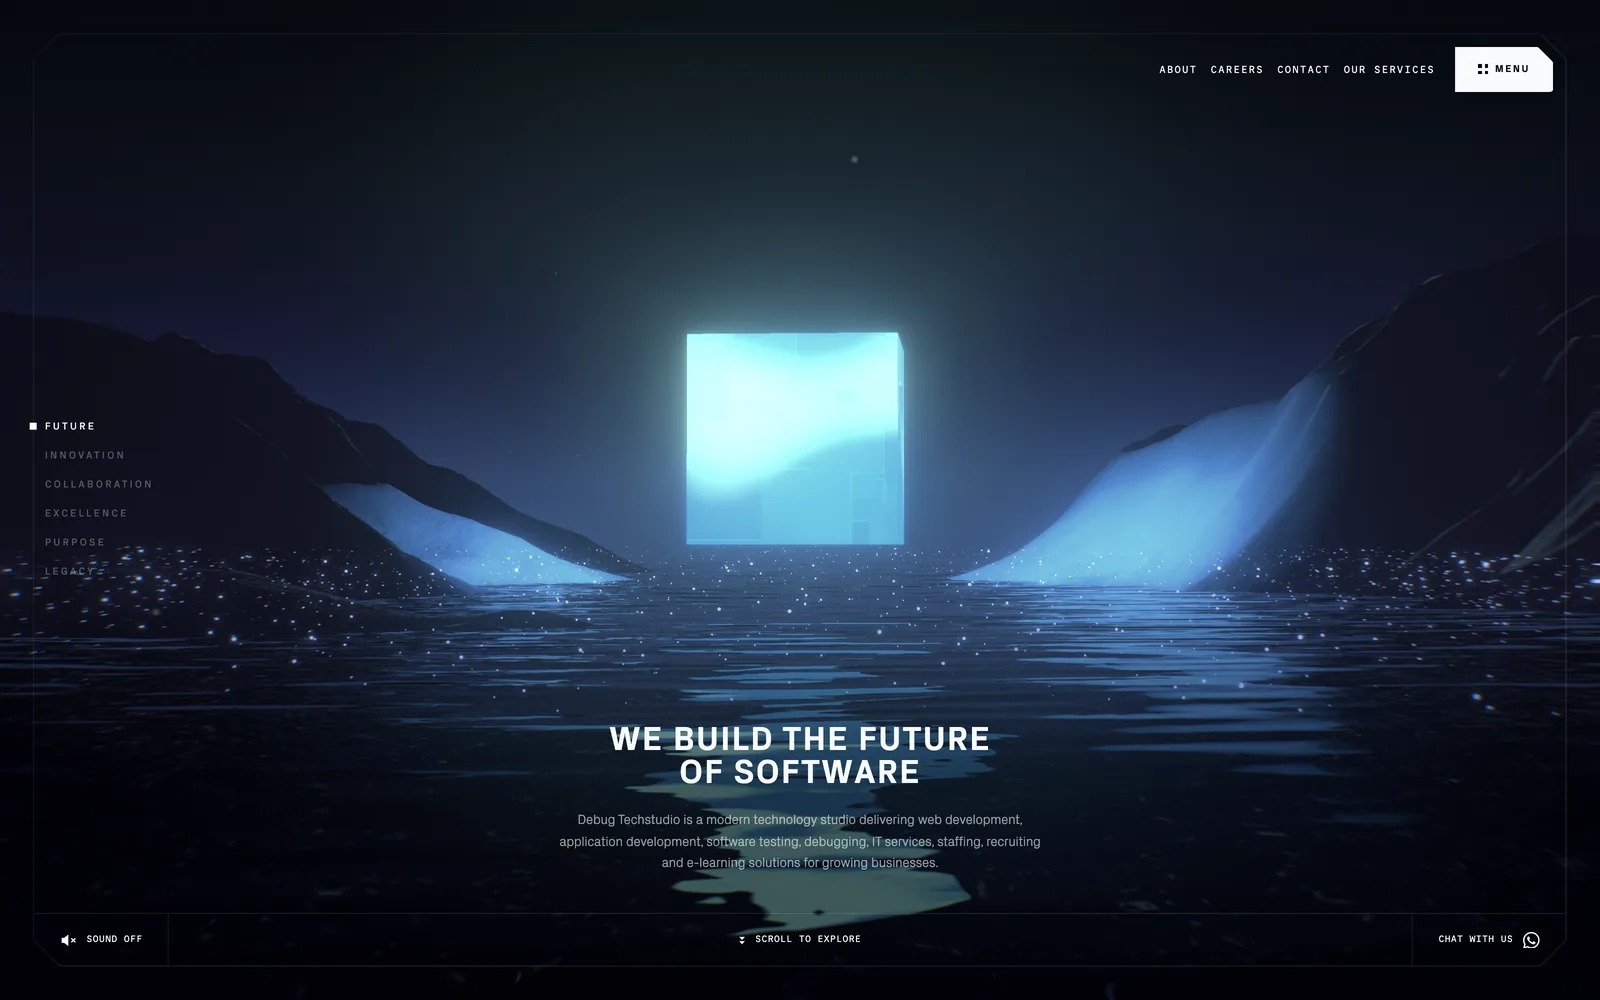 ABOUT CAREERS CONTACT OUR SERVICES MENU
FUTURE
INNOVATION
COLLABORATION
EXCELLENCE
PURPOSE
LEGACY
WE BUILD THE FUTURE
OF SOFTWARE
Debug Techstudio is a modern technology studio delivering web development,
application development, software testing, debugging, IT services, staffing, recruiting
and e-learning solutions for growing businesses.
SOUND OFF
SCROLL TO EXPLORE
CHAT WITH US